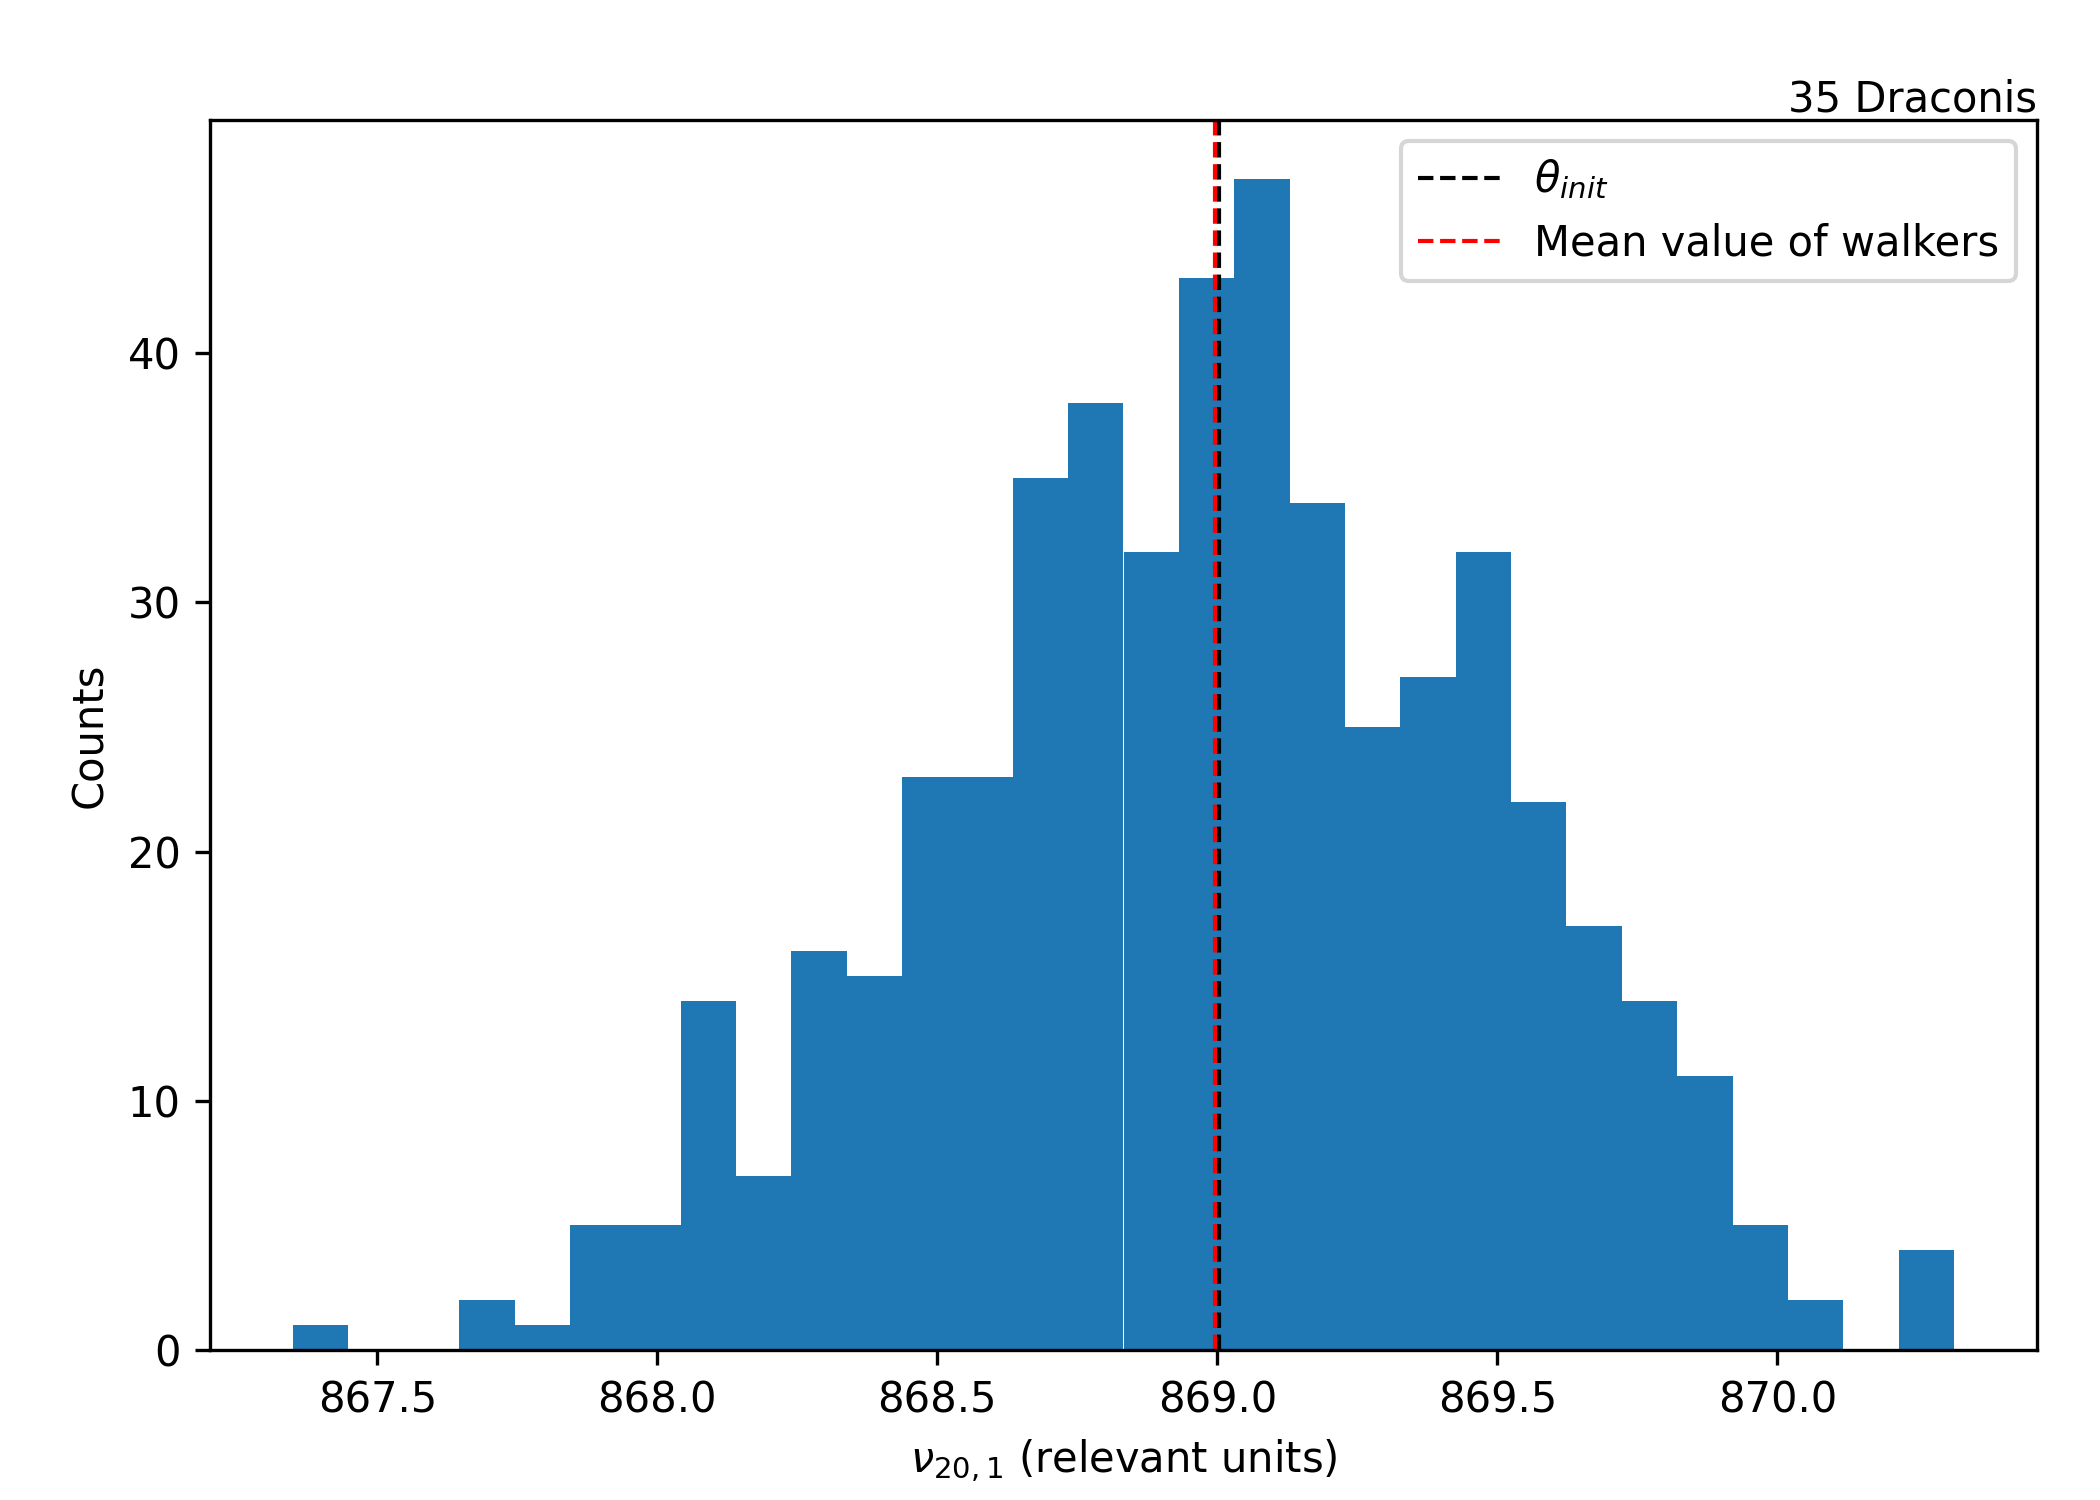 35 Draconis
θinit
Mean value of walkers
40
30
20
10
0
Counts
867.5 868.0 868.5 869.0 869.5 870.0
ν20, 1 (relevant units)